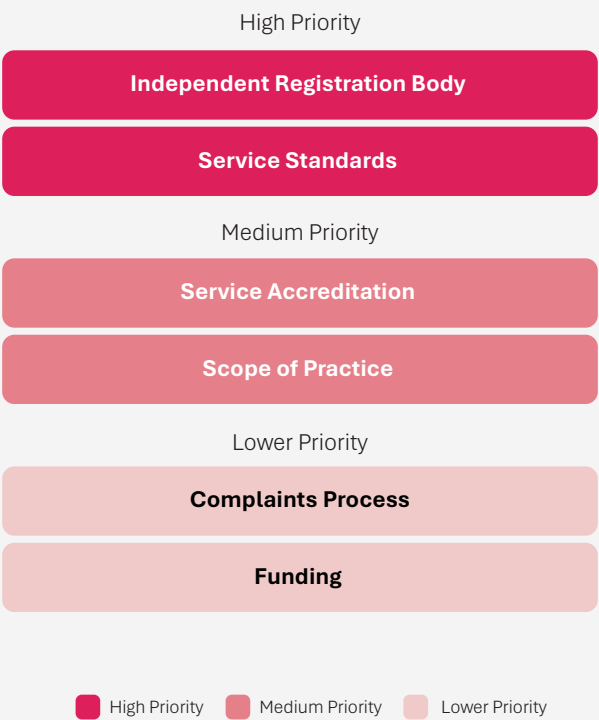 High Priority
Independent Registration Body
Service Standards
Medium Priority
Service Accreditation
Scope of Practice
Lower Priority
Complaints Process
Funding
High Priority Medium Priority Lower Priority